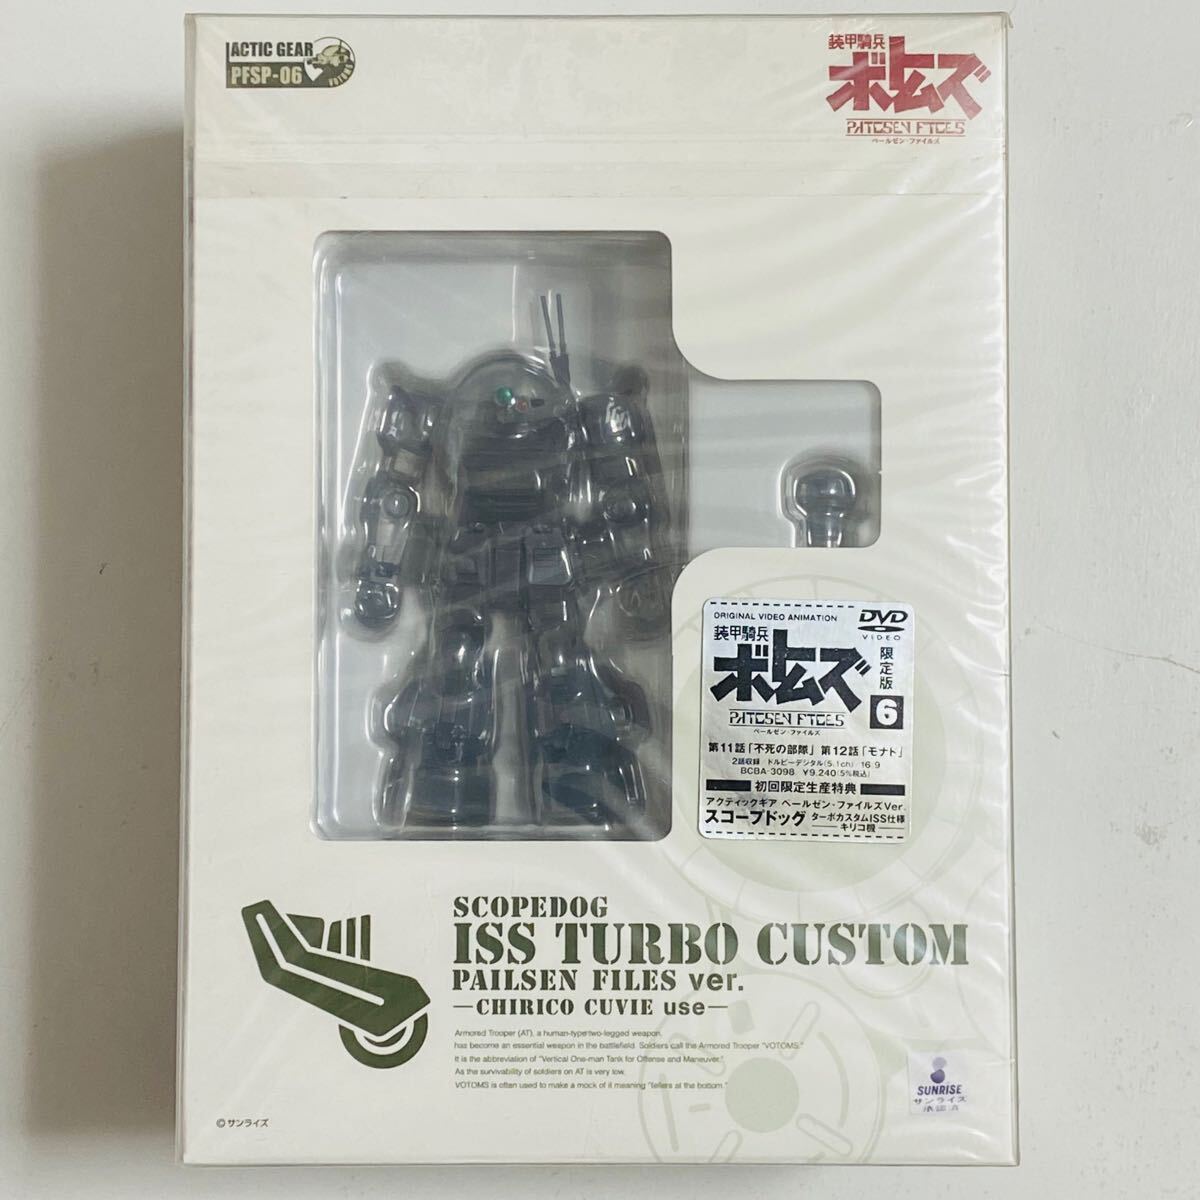 ACTIC GEAR
PFSP-06
VOTOMS
装甲騎兵
ボトムズ
PAILSEN FILES
ペールゼン・ファイルズ
ORIGINAL VIDEO ANIMATION
DVD
VIDEO
装甲騎兵
ボトムズ
限定版
6
PAILSEN FILES
ペールゼン・ファイルズ
第11話「不死の部隊」 第12話「モナド」
2話収録 ドルビーデジタル(5.1ch) 16:9
BCBA-3098 ¥9,240(5%税込)
初回限定生産特典
アクティックギア ペールゼン・ファイルズVer.
スコープドッグ ターボカスタムISS仕様
―キリコ機―
SCOPEDOG
ISS TURBO CUSTOM
PAILSEN FILES ver.
—CHIRICO CUVIE use—
Armored Trooper (AT), a human-type two-legged weapon,
has become an essential weapon in the battlefield. Soldiers call the Armored Trooper "VOTOMS."
It is the abbreviation of "Vertical One-man Tank for Offense and Maneuver."
As the survivability of soldiers on AT is very low,
VOTOMS is often used to make a mock of it meaning "tellers at the bottom."
SUNRISE
サンライズ
承認済
©サンライズ